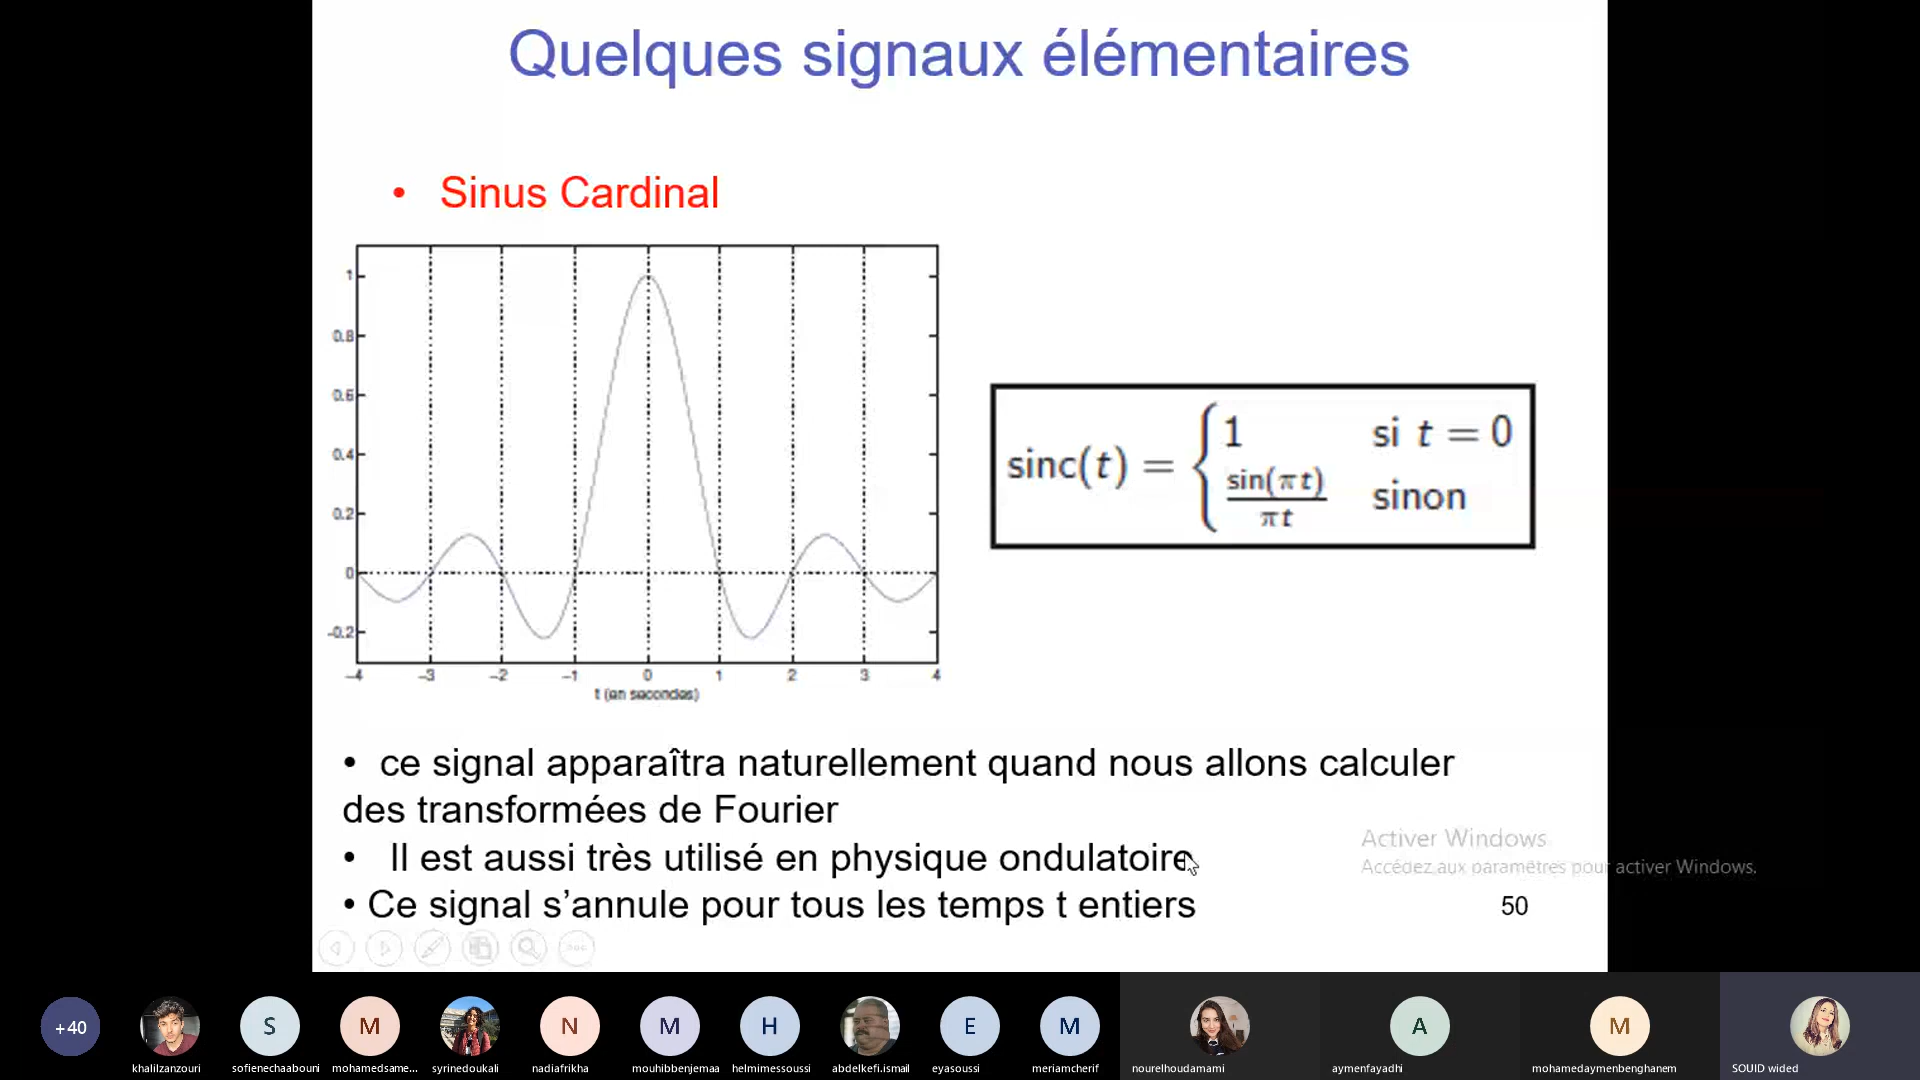 Quelques signaux élémentaires
• Sinus Cardinal
1
0.8
0.6
0.4
0.2
0
-0.2
-4 -3 -2 -1 0 1 2 3 4
t (en secondes)
sinc(t) = { 1 si t = 0
sin(πt)/πt sinon
• ce signal apparaîtra naturellement quand nous allons calculer
des transformées de Fourier
• Il est aussi très utilisé en physique ondulatoire
• Ce signal s’annule pour tous les temps t entiers
Activer Windows
Accédez aux paramètres pour activer Windows.
50
+40 S M N M H E M A M
khalilzanzouri sofienechaabouni mohamedsame... syrinedoukali nadiafrikha mouhibbenjemaa helmimessoussi abdelkefi.ismail eyasoussi meriamcherif nourelhoudamami aymenfayadhi mohamedaymenbenghanem SOUID wided